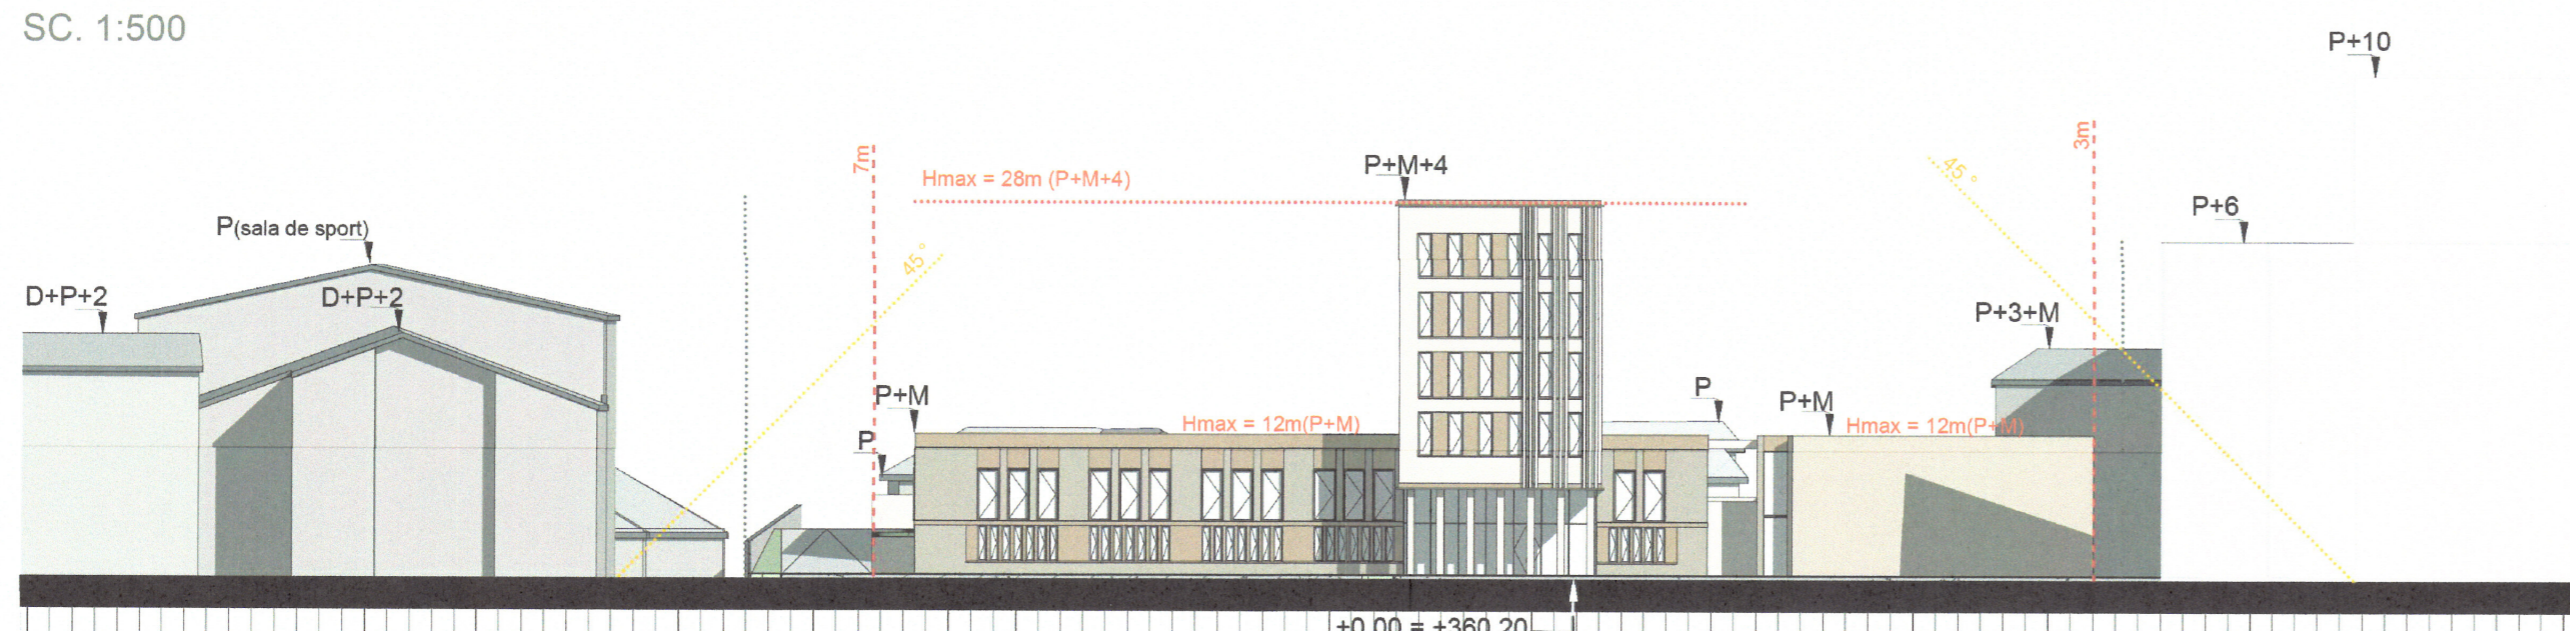 SC. 1:500
P+10
3m
7m
P+M+4
45°
Hmax = 28m (P+M+4)
P+6
P(sala de sport)
45°
D+P+2
D+P+2
P+3+M
P+M
P
P+M
Hmax = 12m(P+M)
Hmax = 12m(P+M)
P
±0.00 = +360.20